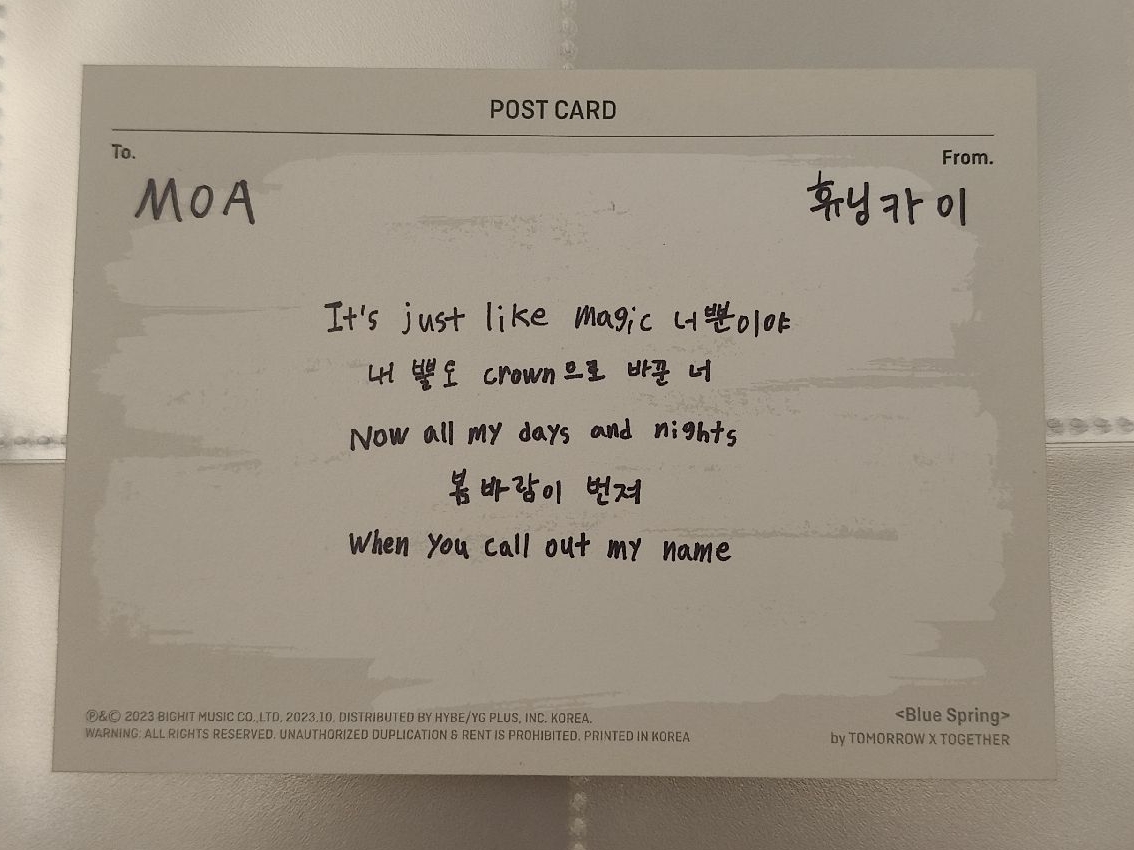 POST CARD
To.
From.
MOA
휴닝카이
It's just like magic 너뿐이야
내 뿔도 crown으로 바꾼 너
Now all my days and nights
봄바람이 번져
When you call out my name
℗&© 2023 BIGHIT MUSIC CO.,LTD. 2023.10. DISTRIBUTED BY HYBE/YG PLUS, INC. KOREA.
WARNING: ALL RIGHTS RESERVED. UNAUTHORIZED DUPLICATION & RENT IS PROHIBITED. PRINTED IN KOREA
<Blue Spring>
by TOMORROW X TOGETHER